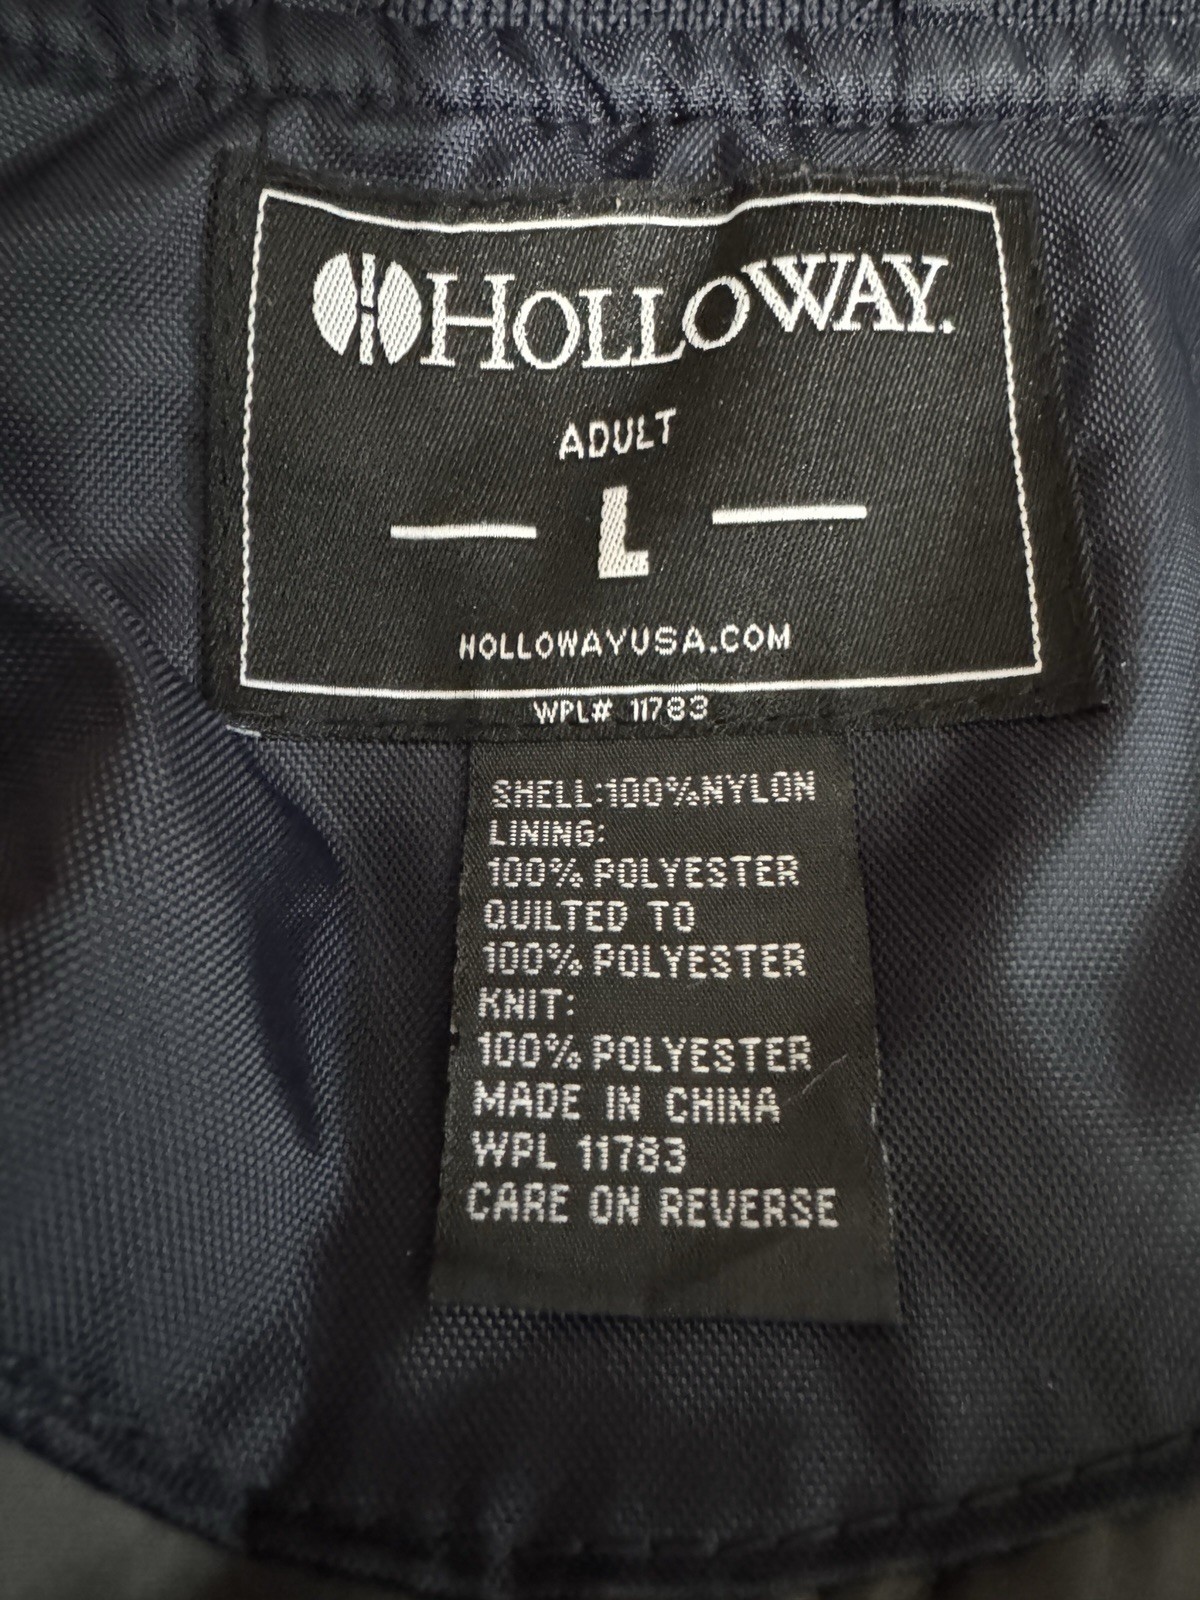 HOLLOWAY.
ADULT
L
HOLLOWAYUSA.COM
WPL# 11783
SHELL:100%NYLON
LINING:
100% POLYESTER
QUILTED TO
100% POLYESTER
KNIT:
100% POLYESTER
MADE IN CHINA
WPL 11783
CARE ON REVERSE